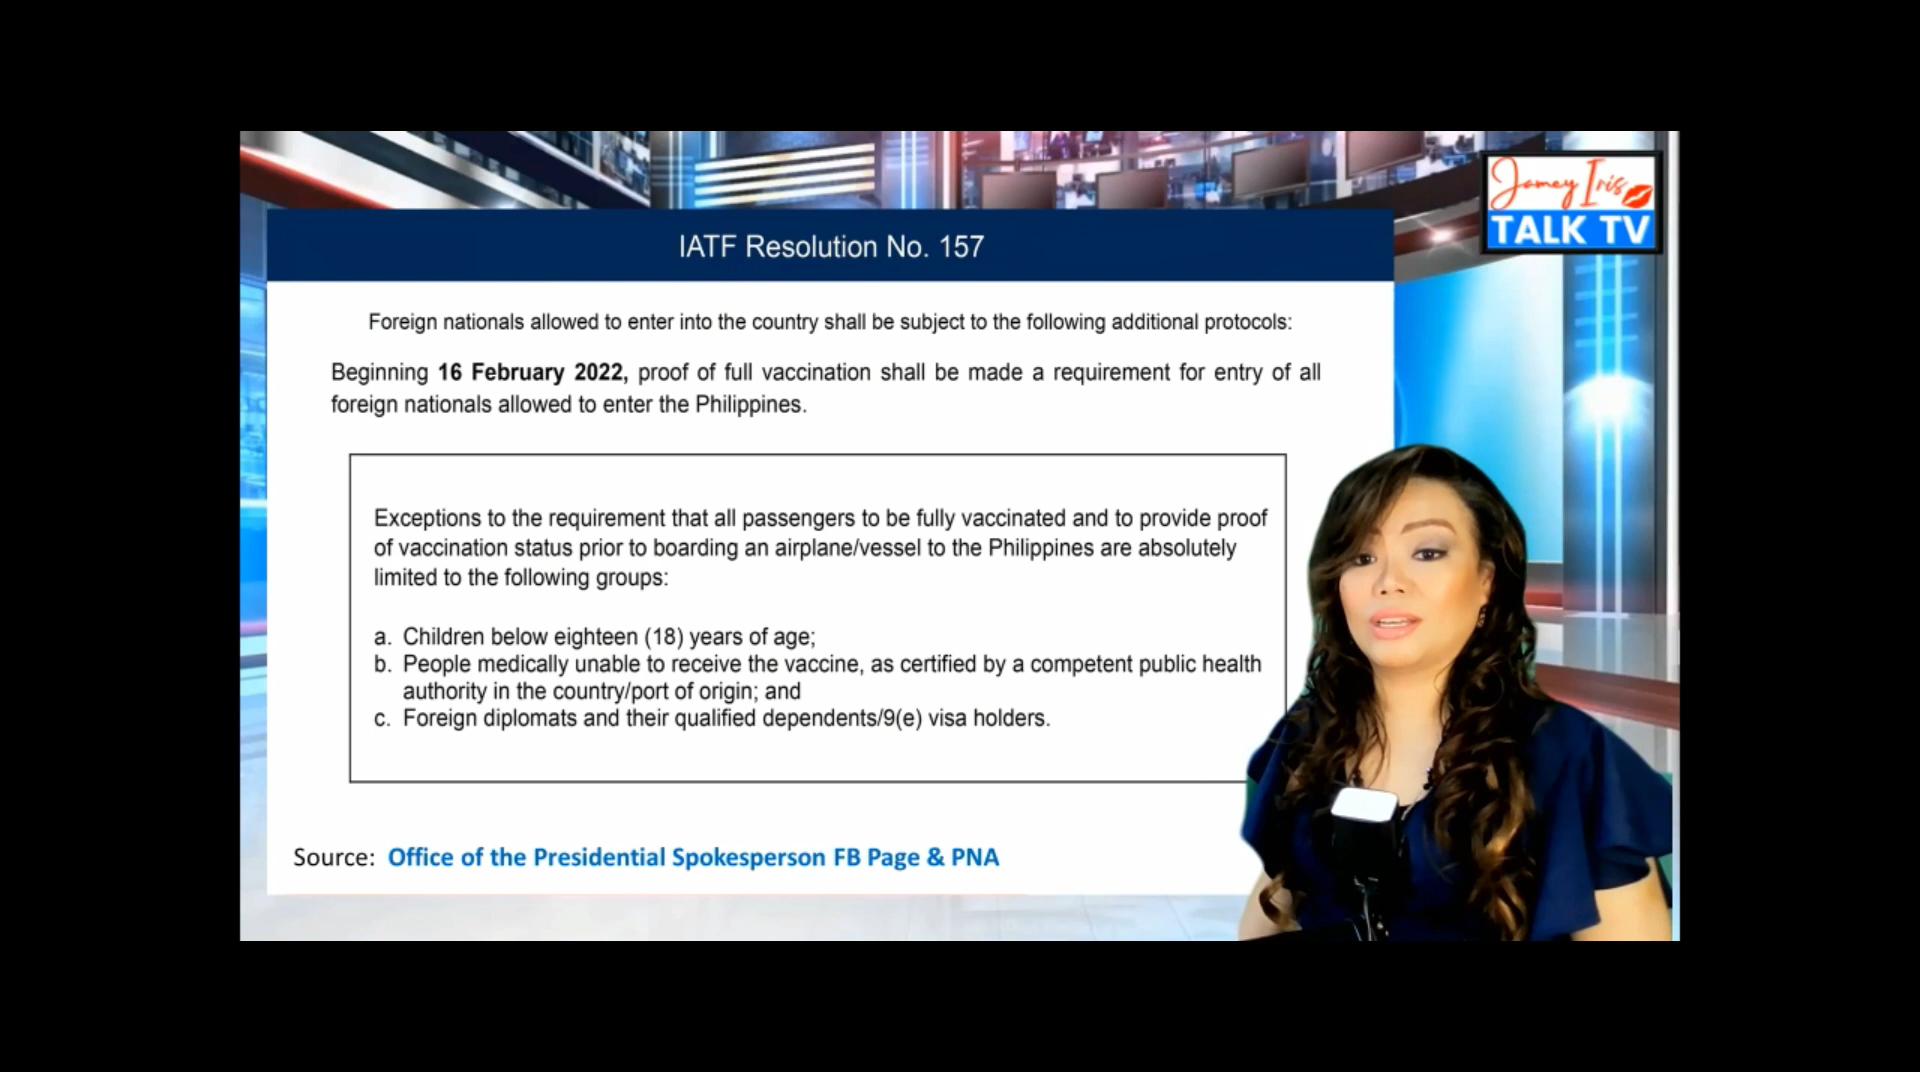 Jamey Iris
TALK TV
IATF Resolution No. 157
Foreign nationals allowed to enter into the country shall be subject to the following additional protocols:
Beginning 16 February 2022, proof of full vaccination shall be made a requirement for entry of all
foreign nationals allowed to enter the Philippines.
Exceptions to the requirement that all passengers to be fully vaccinated and to provide proof
of vaccination status prior to boarding an airplane/vessel to the Philippines are absolutely
limited to the following groups:
a. Children below eighteen (18) years of age;
b. People medically unable to receive the vaccine, as certified by a competent public health
authority in the country/port of origin; and
c. Foreign diplomats and their qualified dependents/9(e) visa holders.
Source: Office of the Presidential Spokesperson FB Page & PNA